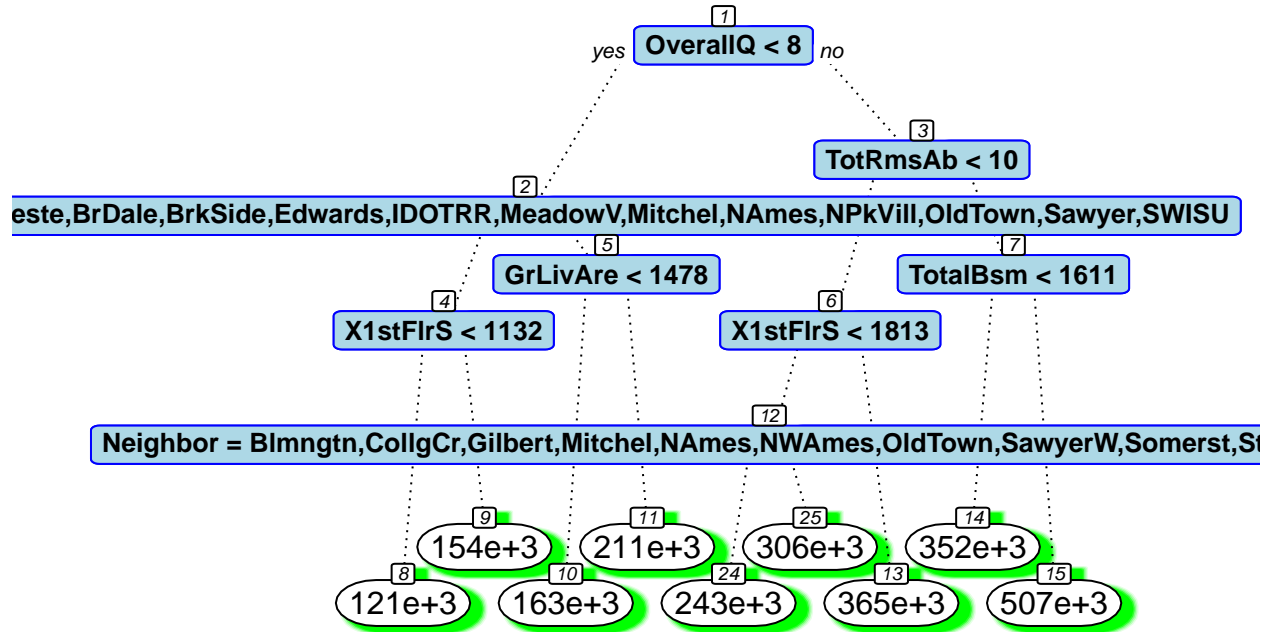 1
OverallQ < 8
yes no
3
TotRmsAb < 10
2
este,BrDale,BrkSide,Edwards,IDOTRR,MeadowV,Mitchel,NAmes,NPkVill,OldTown,Sawyer,SWISU
5 7
GrLivAre < 1478 TotalBsm < 1611
4 6
X1stFlrS < 1132 X1stFlrS < 1813
12
Neighbor = Blmngtn,CollgCr,Gilbert,Mitchel,NAmes,NWAmes,OldTown,SawyerW,Somerst,St
9 11 25 14
154e+3 211e+3 306e+3 352e+3
8 10 24 13 15
121e+3 163e+3 243e+3 365e+3 507e+3